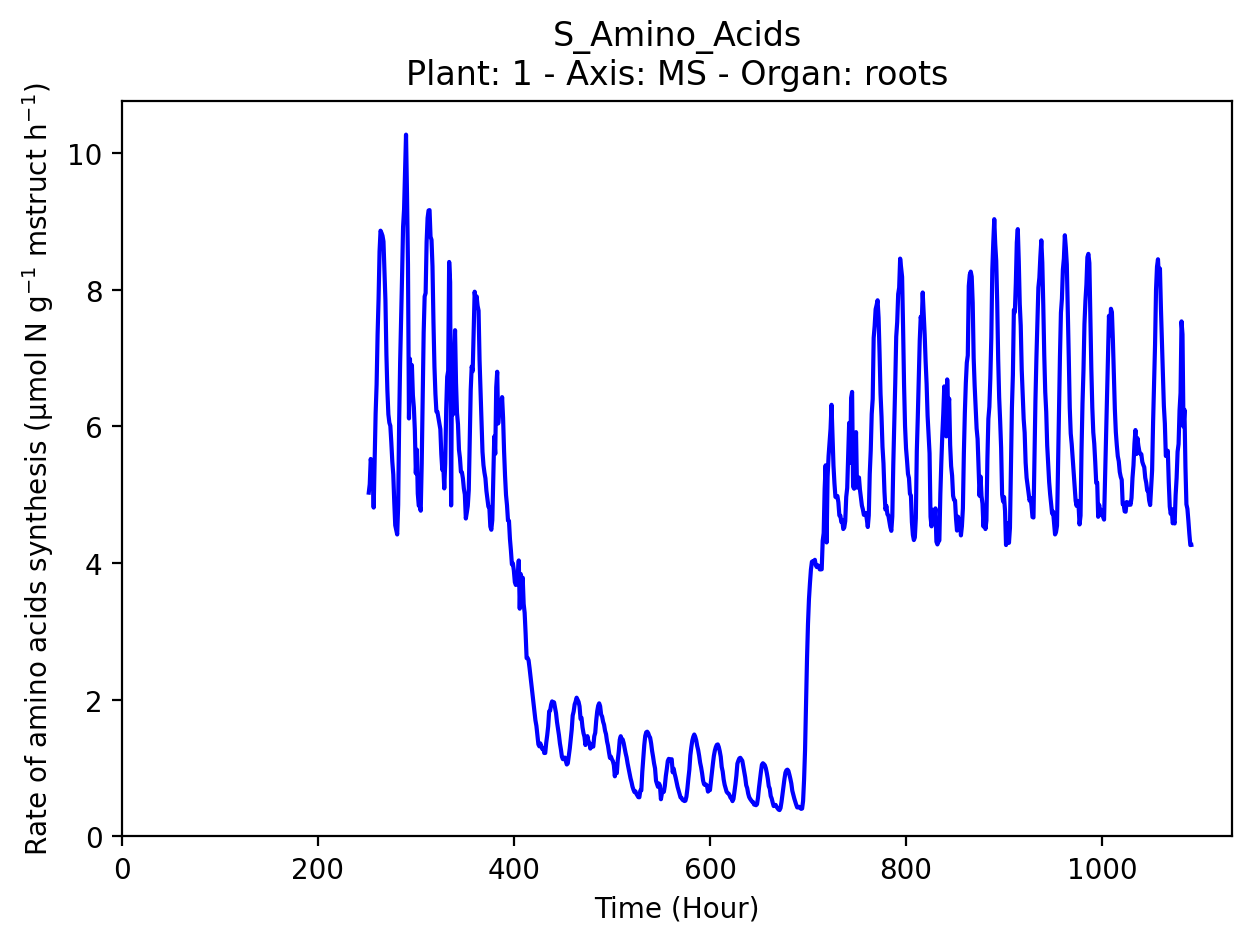 S_Amino_Acids
Plant: 1 - Axis: MS - Organ: roots
Rate of amino acids synthesis (µmol N g⁻¹ mstruct h⁻¹)
10
8
6
4
2
0
0 200 400 600 800 1000
Time (Hour)